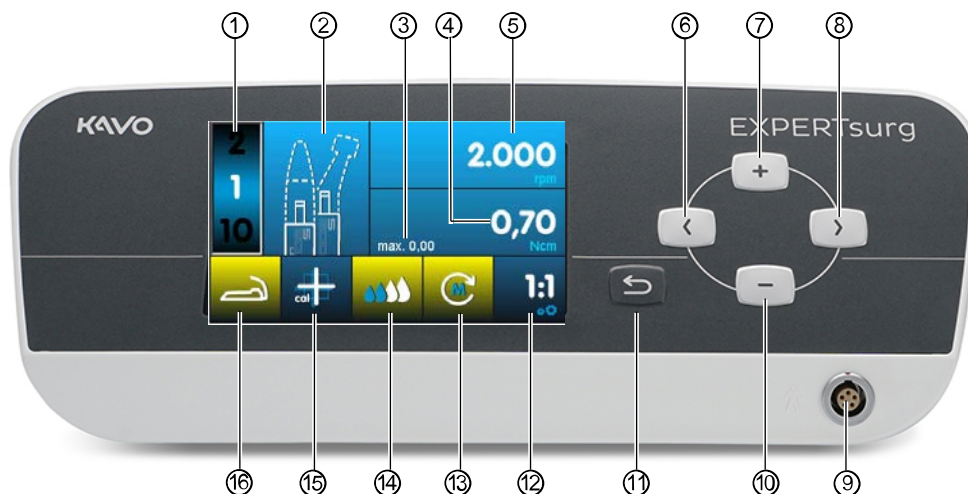 ① ② ③ ④ ⑤ ⑥ ⑦ ⑧
KAVO
EXPERTsurg
2
1
10
2.000
rpm
0,70
Ncm
max. 0,00
+
‹
›
−
cal
M
1:1
⑯ ⑮ ⑭ ⑬ ⑫ ⑪ ⑩ ⑨